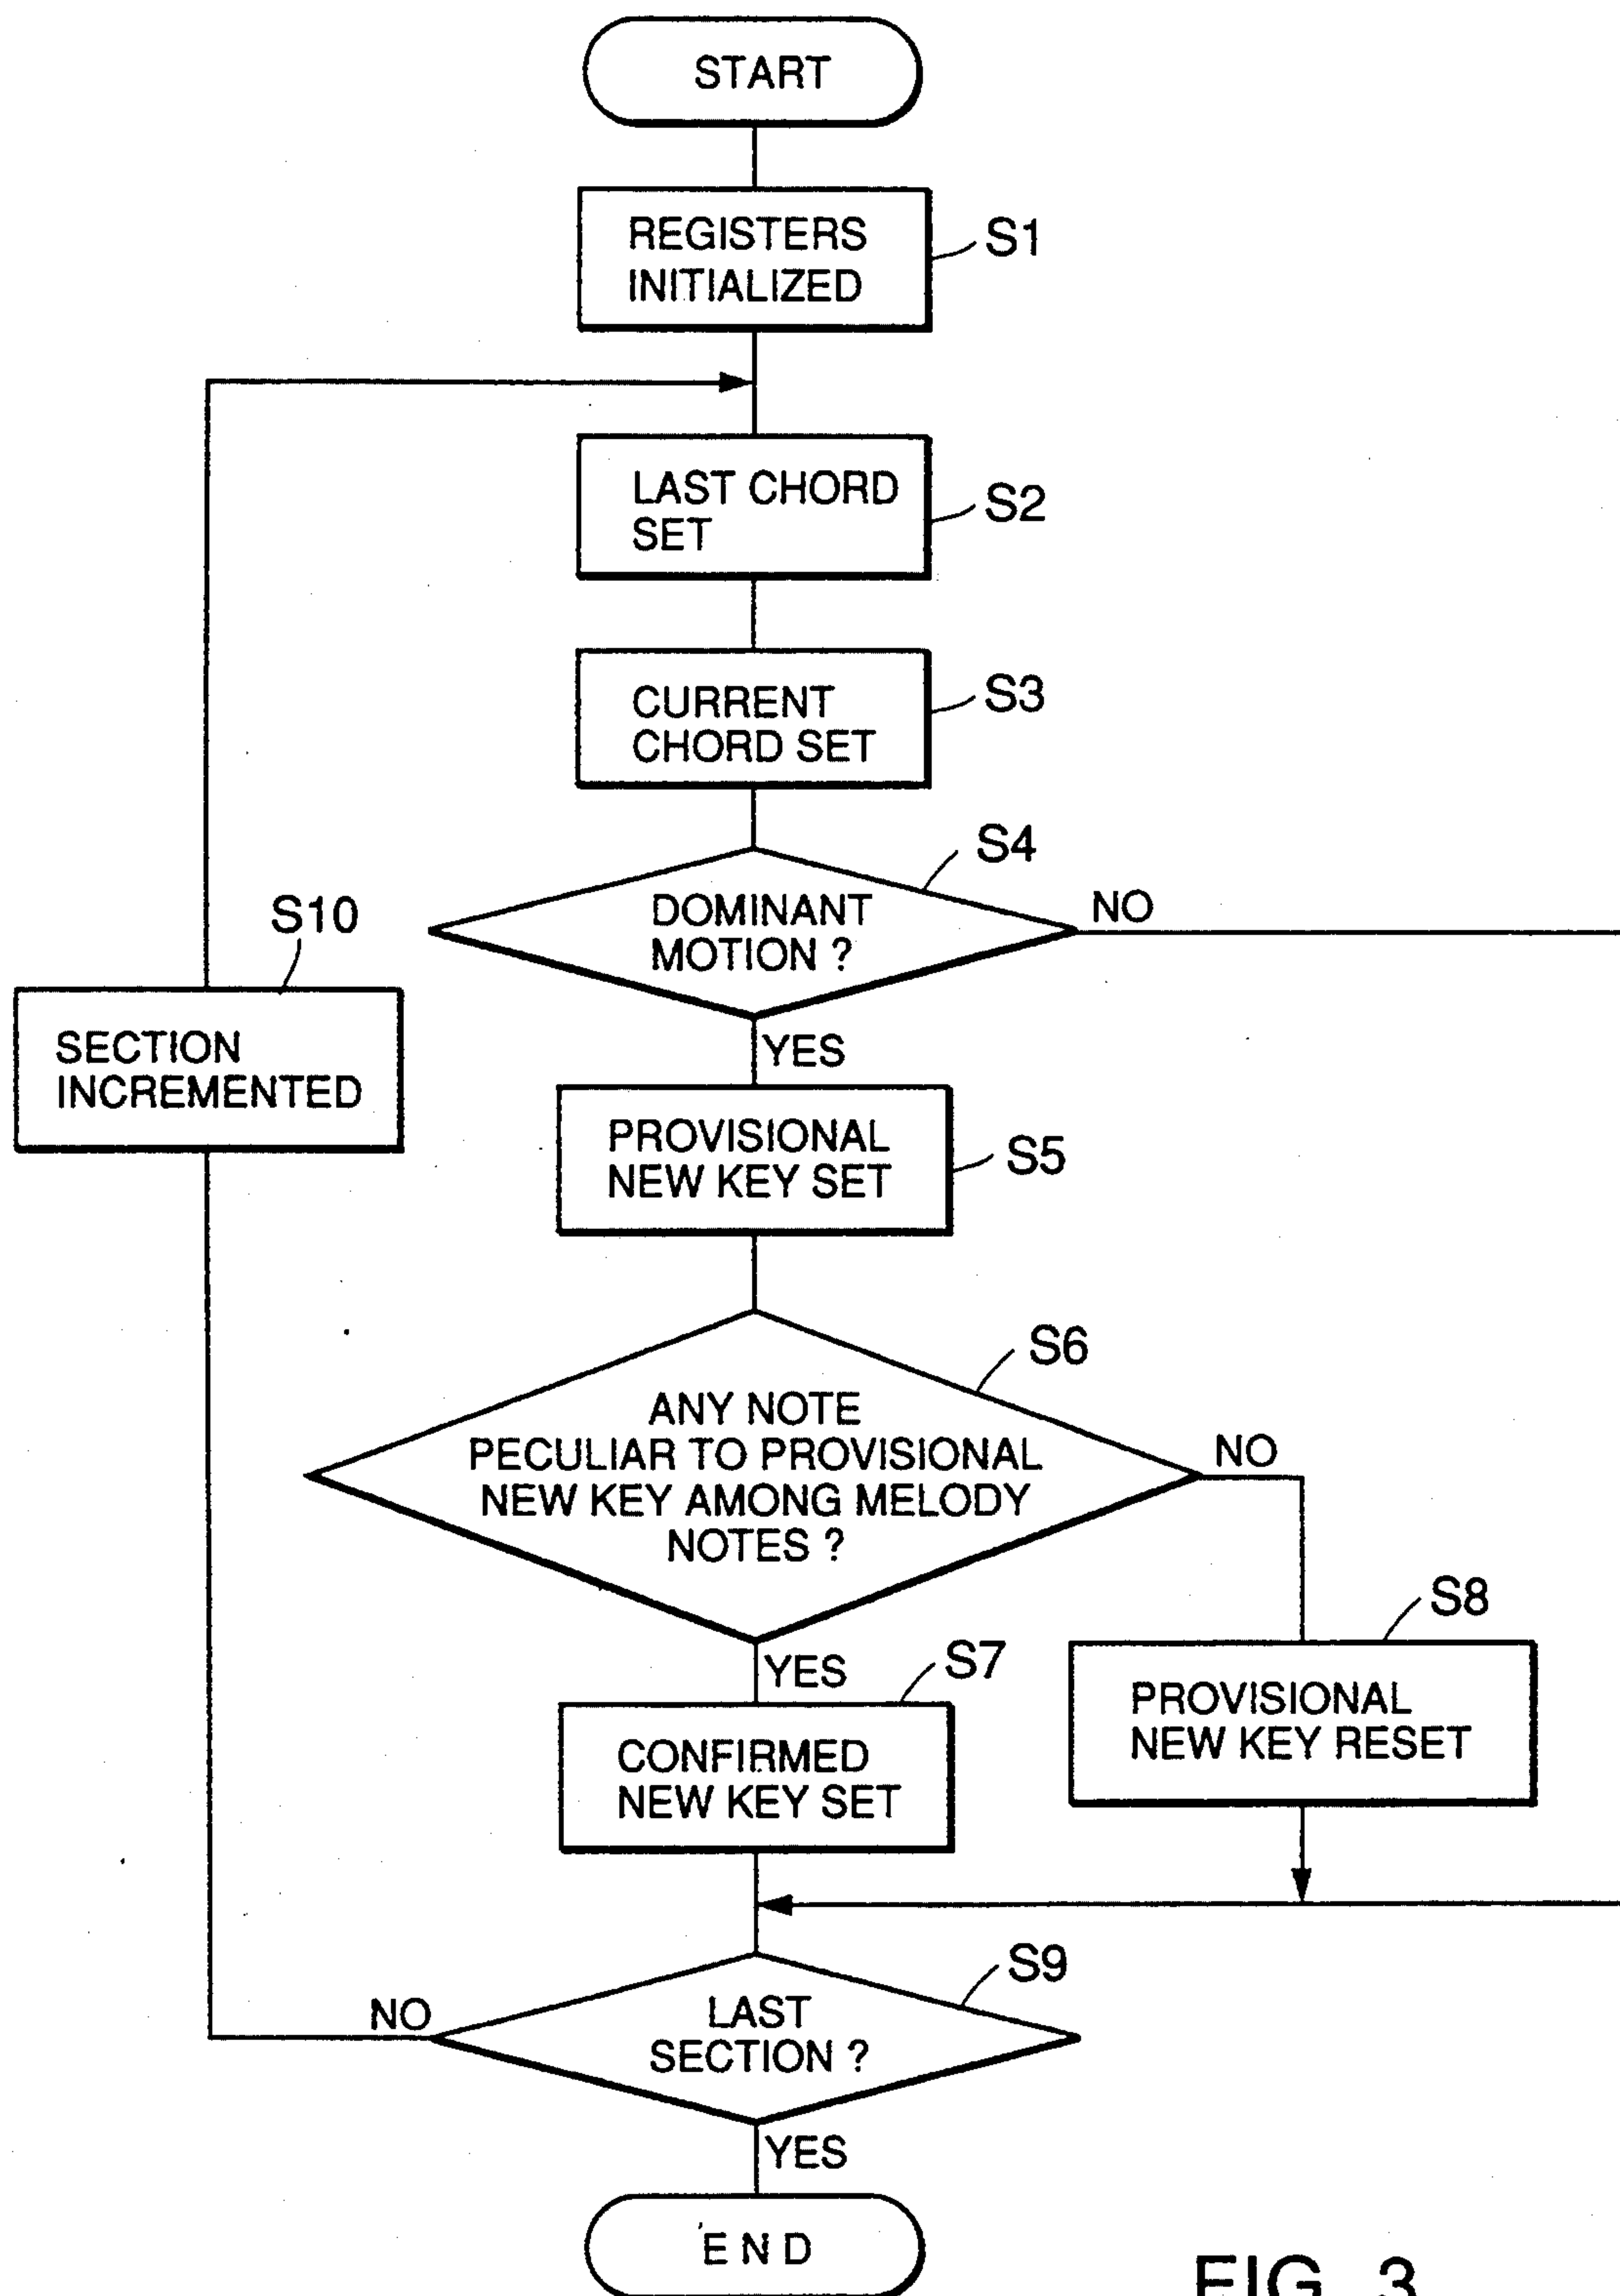 START
REGISTERS
INITIALIZED
S1
LAST CHORD
SET
S2
CURRENT
CHORD SET
S3
S4
DOMINANT
MOTION ?
NO
YES
S10
SECTION
INCREMENTED
PROVISIONAL
NEW KEY SET
S5
S6
ANY NOTE
PECULIAR TO PROVISIONAL
NEW KEY AMONG MELODY
NOTES ?
NO
YES
S7
CONFIRMED
NEW KEY SET
S8
PROVISIONAL
NEW KEY RESET
S9
LAST
SECTION ?
NO
YES
END
FIG. 3